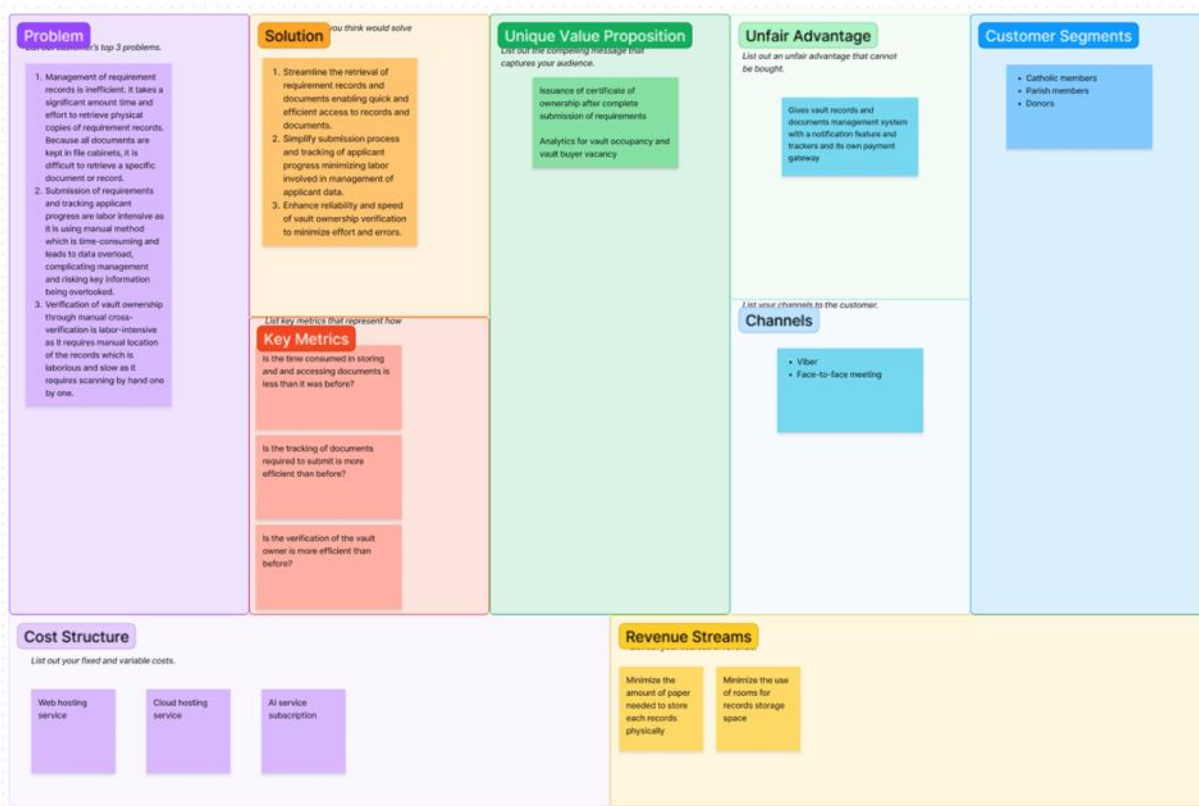 Problem
List out customer's top 3 problems.
1. Management of requirement
records is inefficient. It takes a
significant amount time and
effort to retrieve physical
copies of requirement records.
Because all documents are
kept in file cabinets, it is
difficult to retrieve a specific
document or record.
2. Submission of requirements
and tracking applicant
progress are labor intensive as
it is using manual method
which is time-consuming and
leads to data overload,
complicating management
and risking key information
being overlooked.
3. Verification of vault ownership
through manual cross-
verification is labor-intensive
as it requires manual location
of the records which is
laborious and slow as it
requires scanning by hand one
by one.
Solution
you think would solve
1. Streamline the retrieval of
requirement records and
documents enabling quick and
efficient access to records and
documents.
2. Simplify submission process
and tracking of applicant
progress minimizing labor
involved in management of
applicant data.
3. Enhance reliability and speed
of vault ownership verification
to minimize effort and errors.
List key metrics that represent how
Key Metrics
Is the time consumed in storing
and and accessing documents is
less than it was before?
Is the tracking of documents
required to submit is more
efficient than before?
Is the verification of the vault
owner is more efficient than
before?
Unique Value Proposition
List out the compelling message that
captures your audience.
Issuance of certificate of
ownership after complete
submission of requirements
Analytics for vault occupancy and
vault buyer vacancy
Unfair Advantage
List out an unfair advantage that cannot
be bought.
Gives vault records and
documents management system
with a notification feature and
trackers and its own payment
gateway
List your channels to the customer.
Channels
• Viber
• Face-to-face meeting
Customer Segments
• Catholic members
• Parish members
• Donors
Cost Structure
List out your fixed and variable costs.
Web hosting
service
Cloud hosting
service
AI service
subscription
Revenue Streams
Minimize the
amount of paper
needed to store
each records
physically
Minimize the use
of rooms for
records storage
space